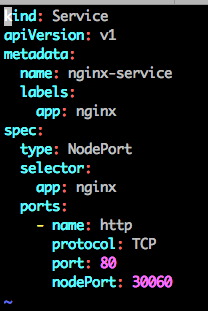 kind: Service
apiVersion: v1
metadata:
  name: nginx-service
  labels:
    app: nginx
spec:
  type: NodePort
  selector:
    app: nginx
  ports:
    - name: http
      protocol: TCP
      port: 80
      nodePort: 30060
~